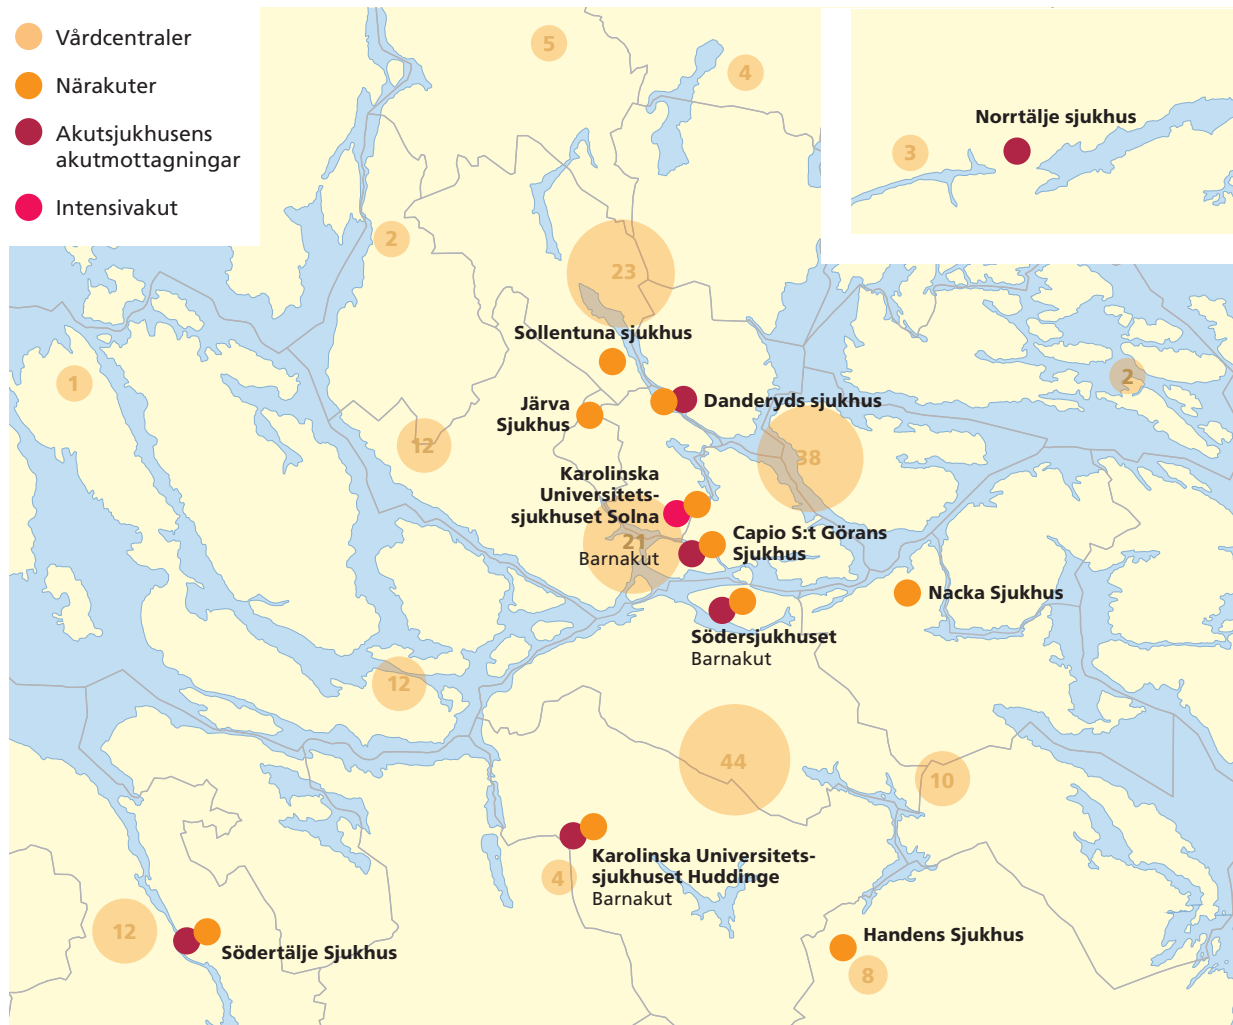 Vårdcentraler
Närakuter
Akutsjukhusens
akutmottagningar
Intensivakut
5
4
Norrtälje sjukhus
3
2
23
Sollentuna sjukhus
1
2
Järva
Sjukhus
Danderyds sjukhus
12
38
Karolinska
Universitets-
sjukhuset Solna
Barnakut
21
Capio S:t Görans
Sjukhus
Nacka Sjukhus
Södersjukhuset
Barnakut
12
44
10
Karolinska Universitets-
sjukhuset Huddinge
Barnakut
4
12
Södertälje Sjukhus
Handens Sjukhus
8